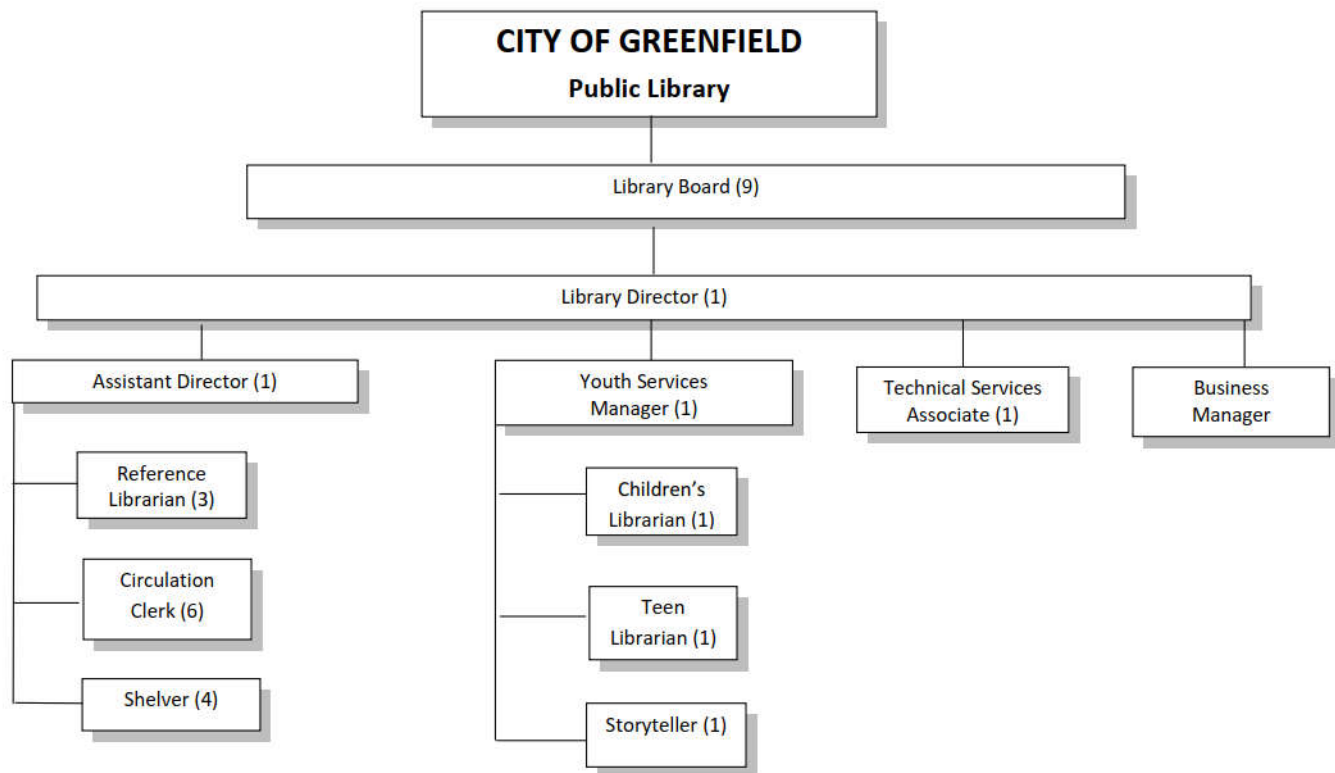 CITY OF GREENFIELD
Public Library
Library Board (9)
Library Director (1)
Assistant Director (1)
Reference
Librarian (3)
Circulation
Clerk (6)
Shelver (4)
Youth Services
Manager (1)
Children’s
Librarian (1)
Teen
Librarian (1)
Storyteller (1)
Technical Services
Associate (1)
Business
Manager